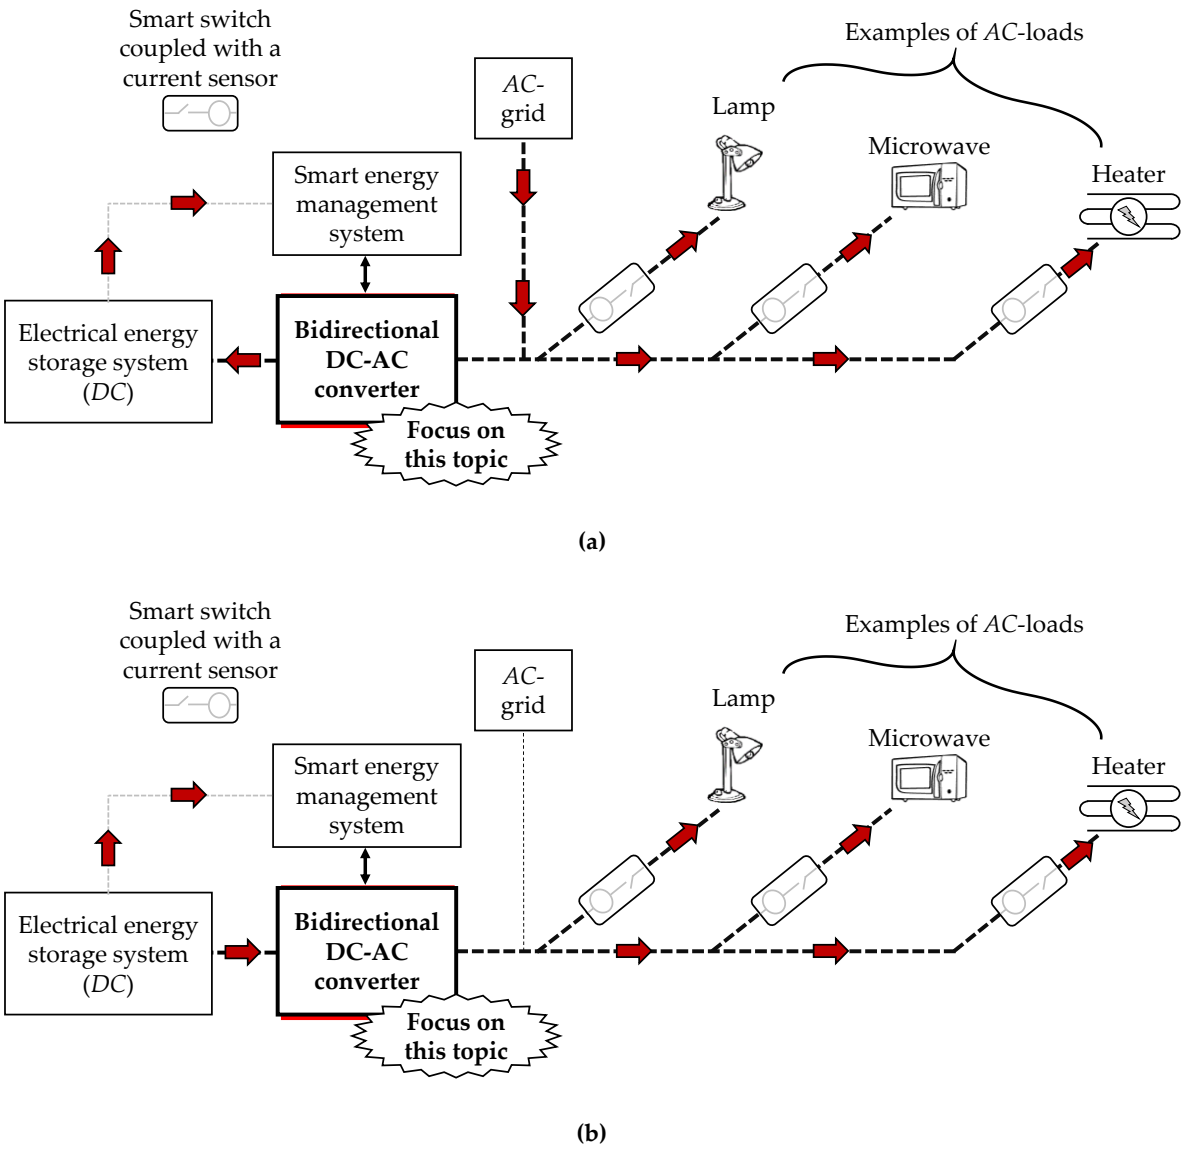 Smart switch
coupled with a
current sensor
Examples of AC-loads
AC-
grid
Lamp
Microwave
Heater
Smart energy
management
system
Electrical energy
storage system
(DC)
Bidirectional
DC-AC
converter
Focus on
this topic
(a)
Smart switch
coupled with a
current sensor
Examples of AC-loads
AC-
grid
Lamp
Microwave
Heater
Smart energy
management
system
Electrical energy
storage system
(DC)
Bidirectional
DC-AC
converter
Focus on
this topic
(b)